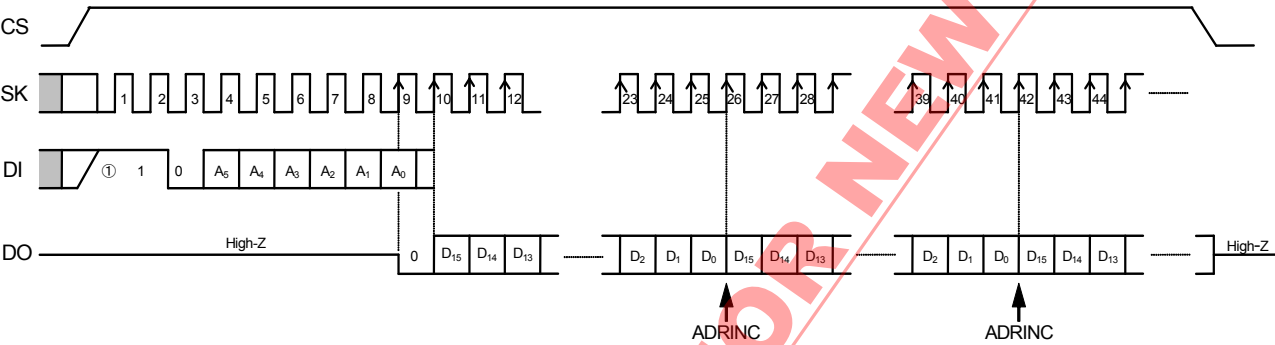 CS
SK 1 2 3 4 5 6 7 8 9 10 11 12 23 24 25 26 27 28 39 40 41 42 43 44
DI ① 1 0 A₅ A₄ A₃ A₂ A₁ A₀
DO High-Z 0 D₁₅ D₁₄ D₁₃ D₂ D₁ D₀ D₁₅ D₁₄ D₁₃ D₂ D₁ D₀ D₁₅ D₁₄ D₁₃ High-Z
ADRINC ADRINC
OR NEW